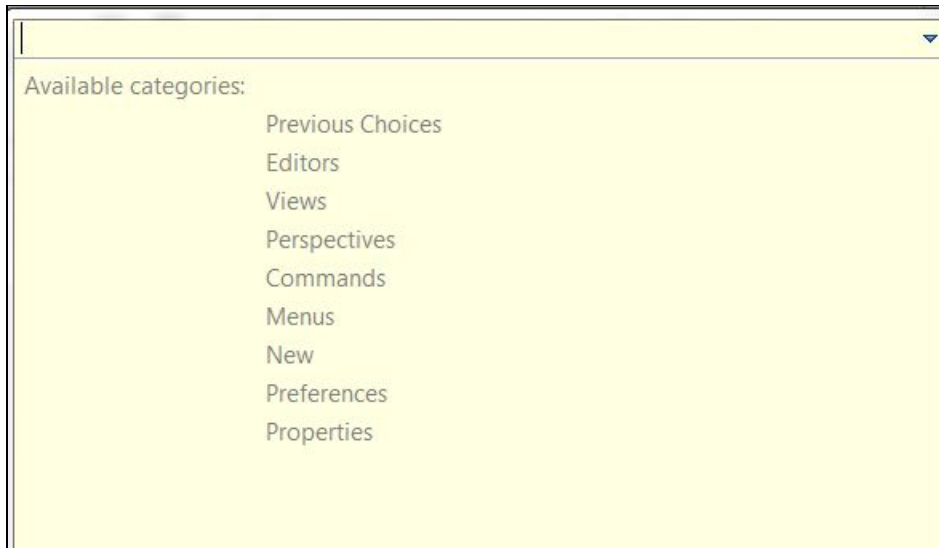 Available categories:
Previous Choices
Editors
Views
Perspectives
Commands
Menus
New
Preferences
Properties